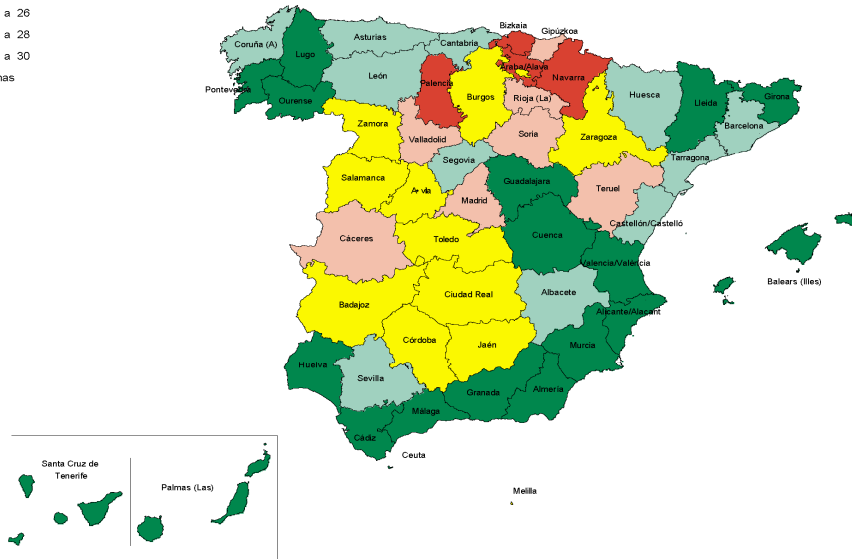 a 26
a 28
a 30
nas
Bizkaia
Gipúzkoa
Coruña (A)
Asturias
Cantabria
Lugo
León
Palencia
Araba/Alava
Navarra
Pontevedra
Ourense
Burgos
Rioja (La)
Huesca
Lleida
Girona
Barcelona
Zamora
Valladolid
Soria
Zaragoza
Tarragona
Segovia
Salamanca
Guadalajara
Teruel
Madrid
Castellón/Castelló
Cáceres
Toledo
Cuenca
Valencia/Valéncia
Balears (Illes)
Badajoz
Ciudad Real
Albacete
Alicante/Alacant
Córdoba
Jaén
Murcia
Huelva
Sevilla
Granada
Almería
Málaga
Cádiz
Ceuta
Melilla
Santa Cruz de
Tenerife
Palmas (Las)